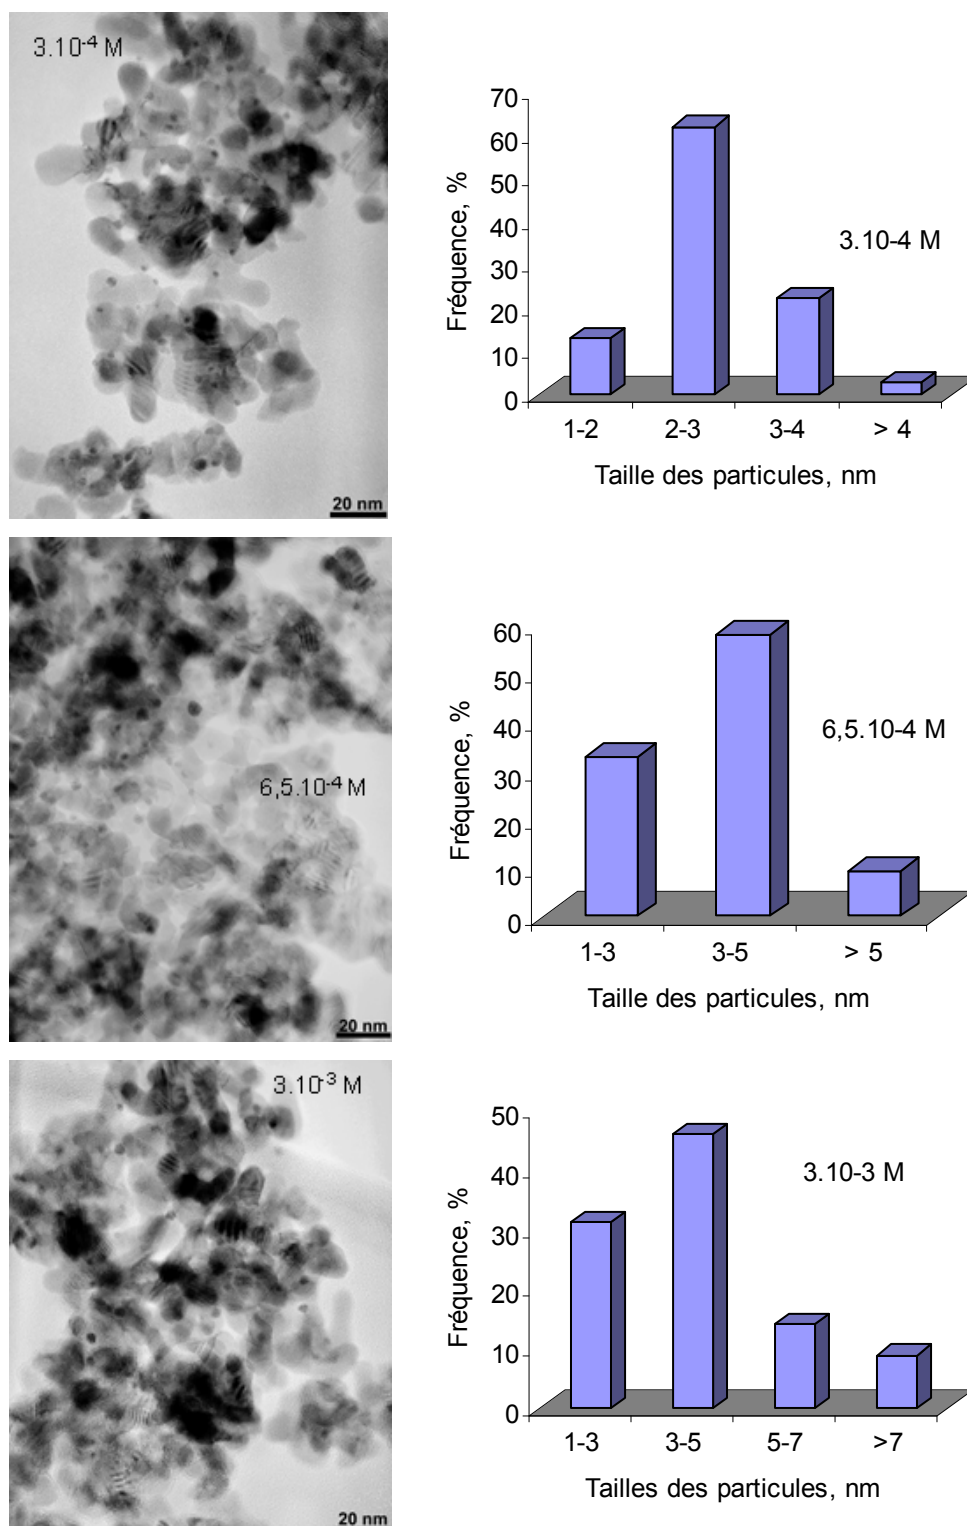 3.10-4 M
20 nm
70
60
50
40
30
20
10
0
Fréquence, %
3.10-4 M
1-2 2-3 3-4 > 4
Taille des particules, nm
6,5.10-4 M
20 nm
60
50
40
30
20
10
0
Fréquence, %
6,5.10-4 M
1-3 3-5 > 5
Taille des particules, nm
3.10-3 M
20 nm
50
40
30
20
10
0
Fréquence, %
3.10-3 M
1-3 3-5 5-7 >7
Tailles des particules, nm